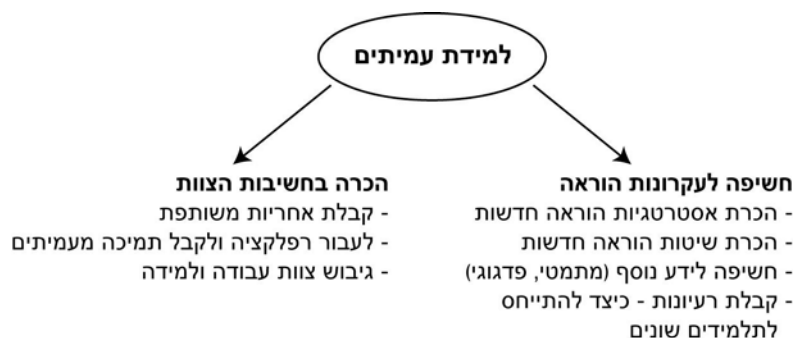 למידת עמיתים
חשיפה לעקרונות הוראה
- הכרת אסטרטגיות הוראה חדשות
- הכרת שיטות הוראה חדשות
- חשיפה לידע נוסף (מתמטי, פדגוגי)
- קבלת רעיונות - כיצד להתייחס
לתלמידים שונים
הכרה בחשיבות הצוות
- קבלת אחריות משותפת
- לעבור רפלקציה ולקבל תמיכה מעמיתים
- גיבוש צוות עבודה ולמידה